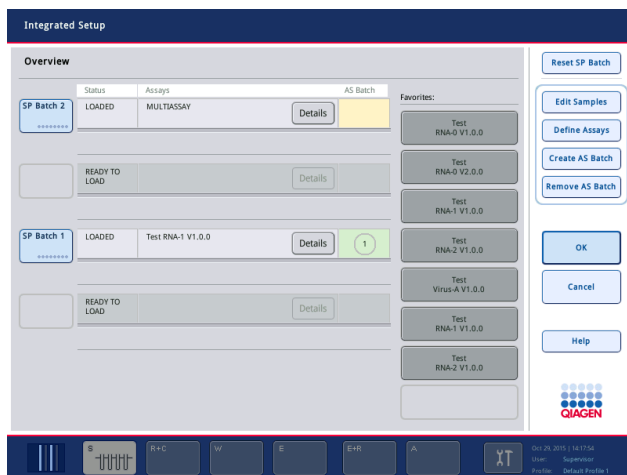 Integrated Setup
Overview
Status Assays AS Batch
SP Batch 2 LOADED MULTIASSAY Details
READY TO
LOAD
Details
SP Batch 1 LOADED Test RNA-1 V1.0.0 Details 1
READY TO
LOAD
Details
Favorites:
Test
RNA-0 V1.0.0
Test
RNA-0 V2.0.0
Test
RNA-1 V1.0.0
Test
RNA-2 V1.0.0
Test
Virus-A V1.0.0
Test
RNA-1 V1.0.0
Test
RNA-2 V1.0.0
Reset SP Batch
Edit Samples
Define Assays
Create AS Batch
Remove AS Batch
OK
Cancel
Help
QIAGEN
S R+C W E E+R A
Oct 29, 2015 | 14:17:54
User: Supervisor
Profile: Default Profile 1